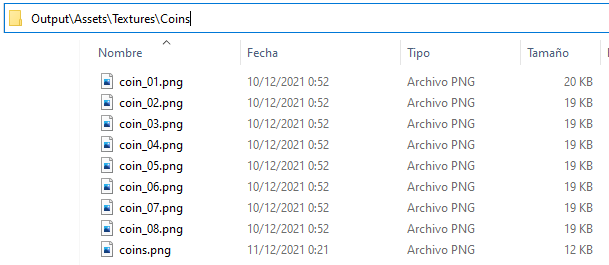 Output\Assets\Textures\Coins
Nombre Fecha Tipo Tamaño
coin_01.png 10/12/2021 0:52 Archivo PNG 20 KB
coin_02.png 10/12/2021 0:52 Archivo PNG 19 KB
coin_03.png 10/12/2021 0:52 Archivo PNG 19 KB
coin_04.png 10/12/2021 0:52 Archivo PNG 19 KB
coin_05.png 10/12/2021 0:52 Archivo PNG 19 KB
coin_06.png 10/12/2021 0:52 Archivo PNG 19 KB
coin_07.png 10/12/2021 0:52 Archivo PNG 19 KB
coin_08.png 10/12/2021 0:52 Archivo PNG 19 KB
coins.png 11/12/2021 0:21 Archivo PNG 12 KB